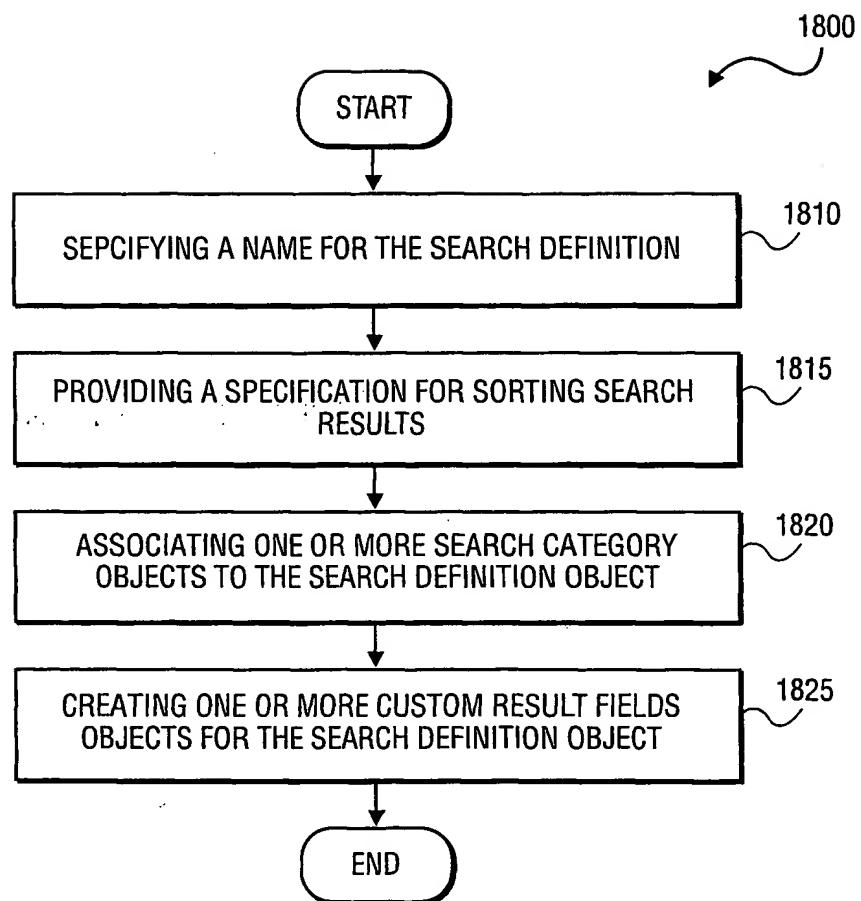 1800
START
SEPCIFYING A NAME FOR THE SEARCH DEFINITION
1810
PROVIDING A SPECIFICATION FOR SORTING SEARCH
RESULTS
1815
ASSOCIATING ONE OR MORE SEARCH CATEGORY
OBJECTS TO THE SEARCH DEFINITION OBJECT
1820
CREATING ONE OR MORE CUSTOM RESULT FIELDS
OBJECTS FOR THE SEARCH DEFINITION OBJECT
1825
END